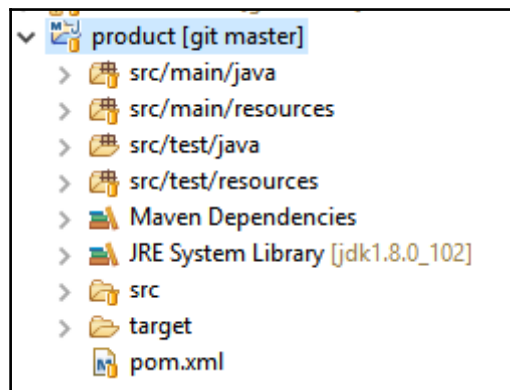 product [git master]
src/main/java
src/main/resources
src/test/java
src/test/resources
Maven Dependencies
JRE System Library [jdk1.8.0_102]
src
target
pom.xml